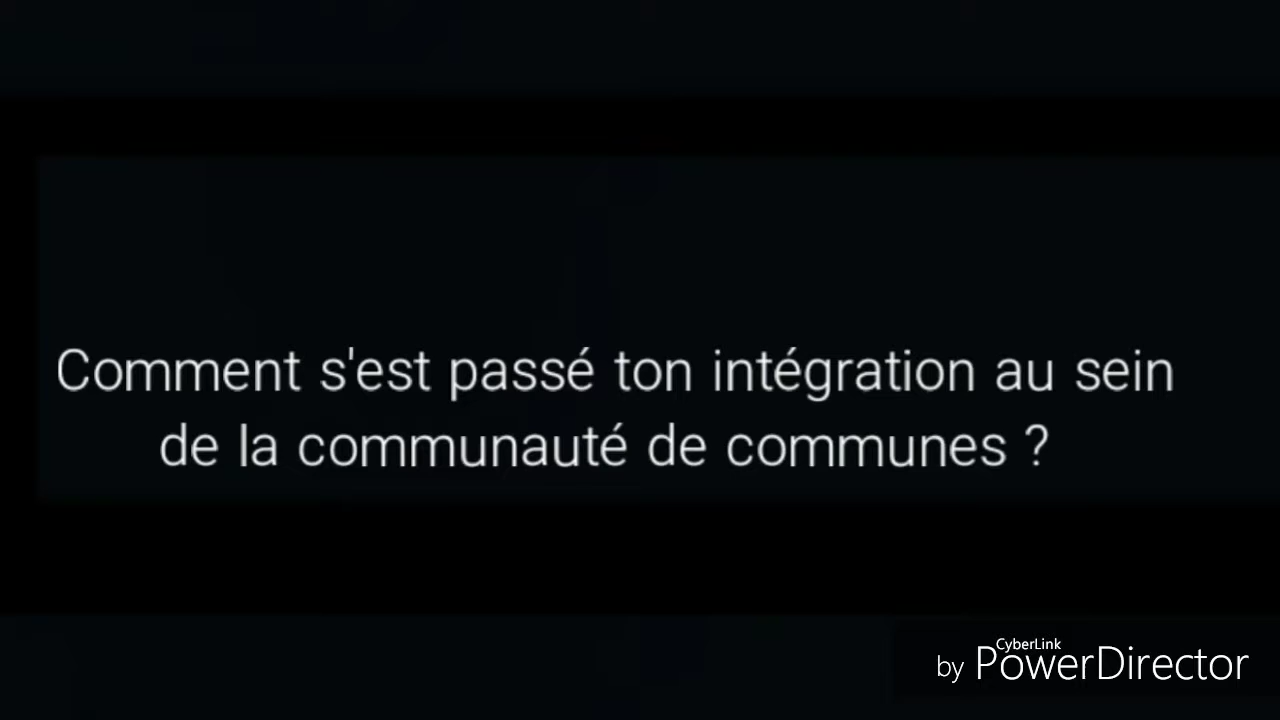 Comment s'est passé ton intégration au sein
de la communauté de communes ?
CyberLink
by PowerDirector